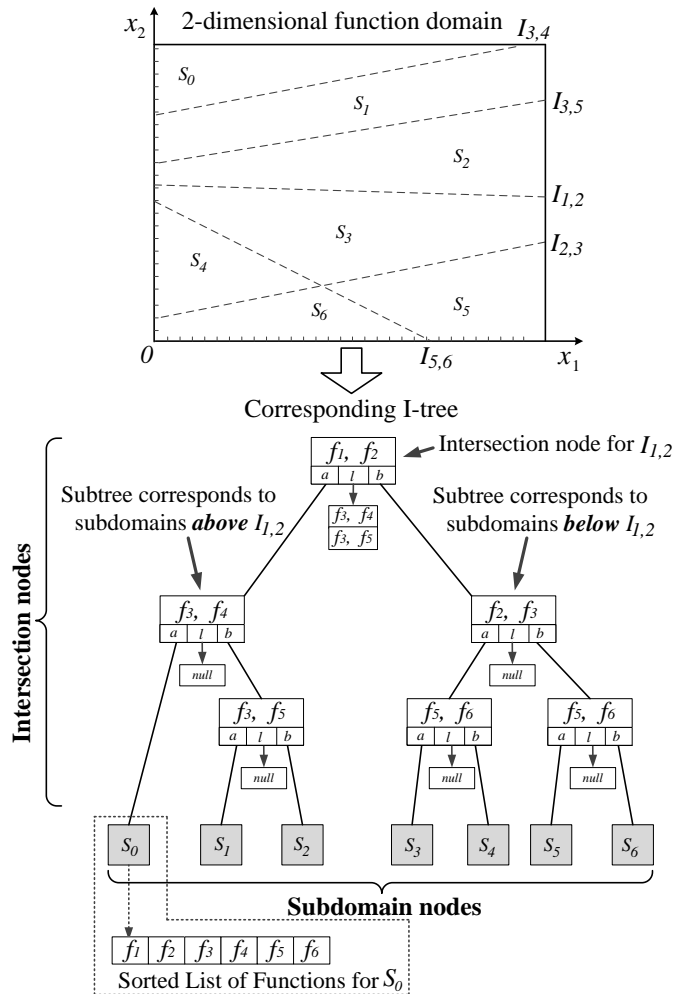 x2 2-dimensional function domain I3,4
S0
S1
I3,5
S2
I1,2
S3
I2,3
S4
S6
S5
0 I5,6 x1
Corresponding I-tree
f1, f2
a l b
Intersection node for I1,2
f3, f4
f3, f5
Subtree corresponds to
subdomains above I1,2
Subtree corresponds to
subdomains below I1,2
Intersection nodes
f3, f4
a l b
null
f2, f3
a l b
null
f3, f5
a l b
null
f5, f6
a l b
null
f5, f6
a l b
null
S0 S1 S2 S3 S4 S5 S6
Subdomain nodes
f1 f2 f3 f4 f5 f6
Sorted List of Functions for S0